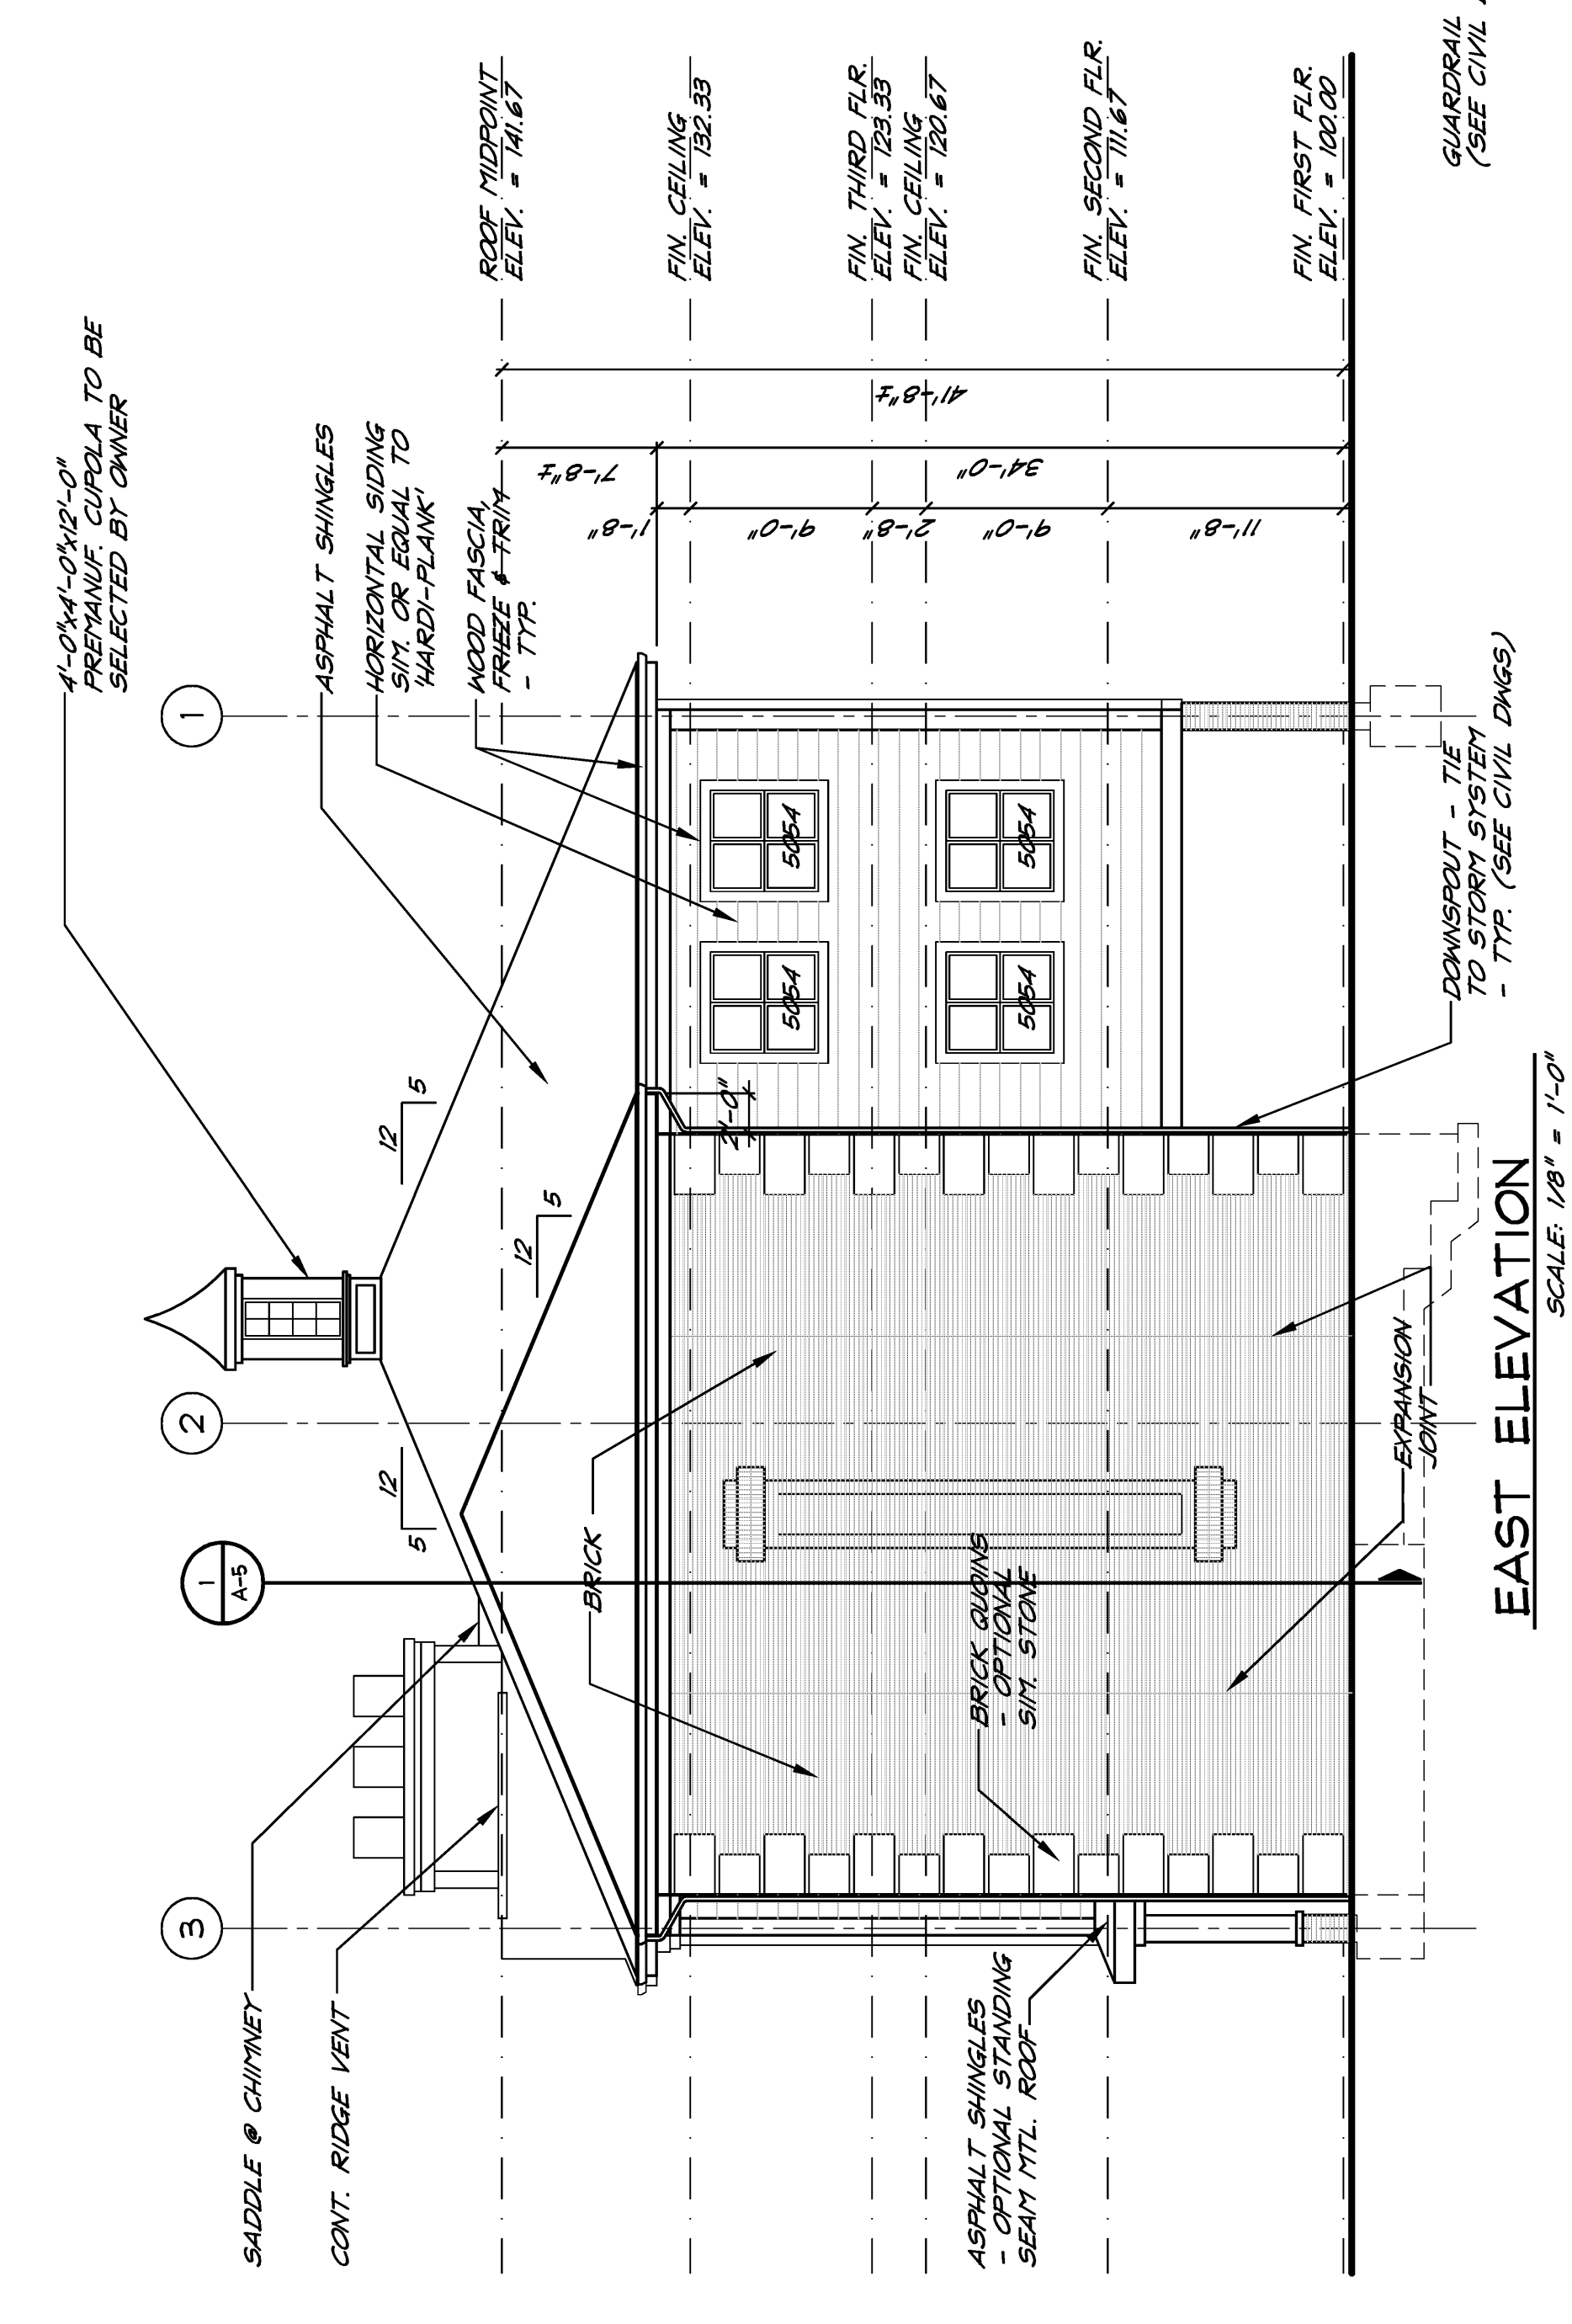 4'-0"x4'-0"x12'-0"
PREMANUF. CUPOLA TO BE
SELECTED BY OWNER
ASPHALT SHINGLES
HORIZONTAL SIDING
SIM. OR EQUAL TO
'HARDI-PLANK'
WOOD FASCIA,
FRIEZE & TRIM
- TYP.
3
1
A-5
2
1
SADDLE @ CHIMNEY
CONT. RIDGE VENT
5
12
12
5
12
5
ROOF MIDPOINT
ELEV. = 141.67
FIN. CEILING
ELEV. = 132.33
FIN. THIRD FLR.
ELEV. = 123.33
FIN. CEILING
ELEV. = 120.67
FIN. SECOND FLR.
ELEV. = 111.67
FIN. FIRST FLR.
ELEV. = 100.00
7'-8"±
41'-8"±
34'-0"
1'-8"
9'-0"
2'-8"
9'-0"
11'-8"
2'-0"
5054
5054
5054
5054
BRICK
BRICK QUOINS
- OPTIONAL
SIM. STONE
ASPHALT SHINGLES
- OPTIONAL STANDING
SEAM MTL. ROOF
EXPANSION
JOINT
DOWNSPOUT - TIE
TO STORM SYSTEM
- TYP. (SEE CIVIL DWGS)
GUARDRAIL
(SEE CIVIL
EAST ELEVATION
SCALE: 1/8" = 1'-0"